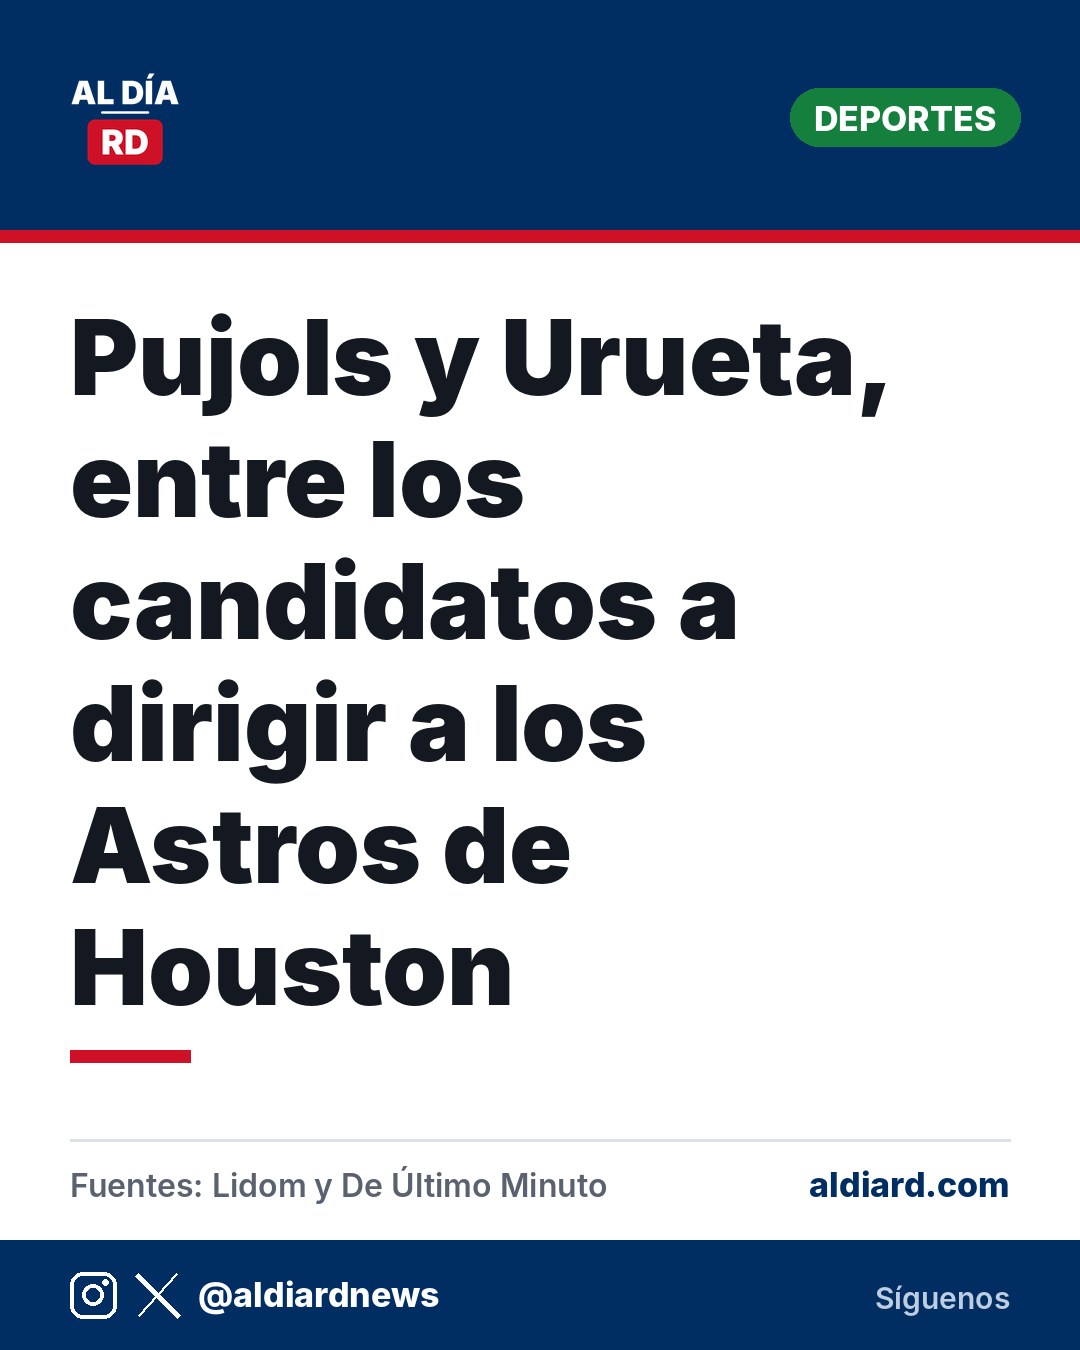 AL DÍA
RD
DEPORTES
Pujols y Urueta,
entre los
candidatos a
dirigir a los
Astros de
Houston
Fuentes: Lidom y De Último Minuto
aldiard.com
@aldiardnews
Síguenos